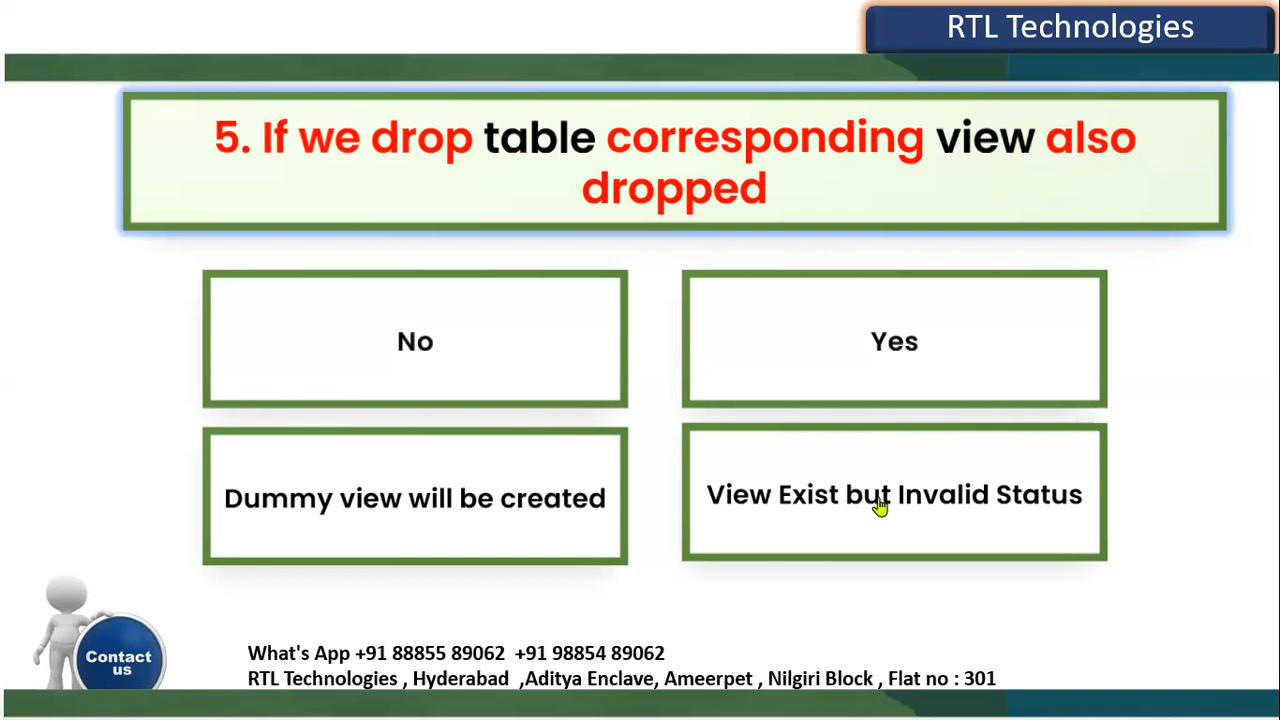 RTL Technologies
5. If we drop table corresponding view also
dropped
No
Yes
Dummy view will be created
View Exist but Invalid Status
Contact
us
What's App +91 88855 89062 +91 98854 89062
RTL Technologies , Hyderabad ,Aditya Enclave, Ameerpet , Nilgiri Block , Flat no : 301